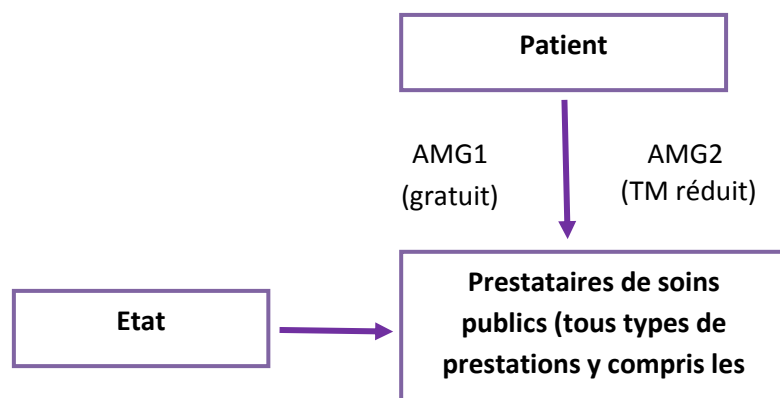 Patient
AMG1
(gratuit)
AMG2
(TM réduit)
Etat
Prestataires de soins
publics (tous types de
prestations y compris les